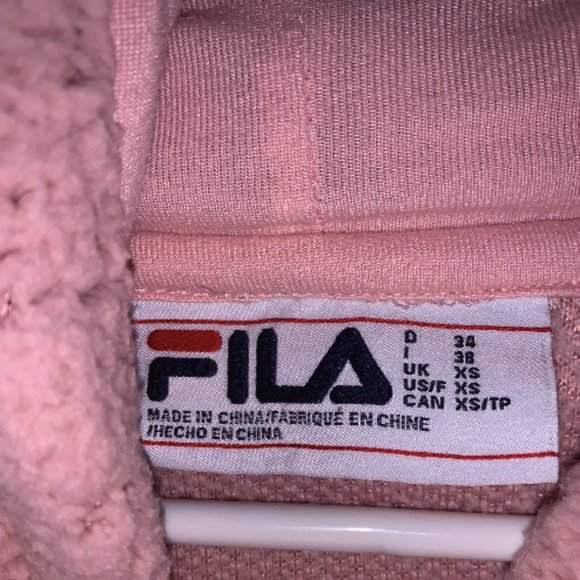 FILA
D 34
I 38
UK XS
US/F XS
CAN XS/TP
MADE IN CHINA/FABRIQUÉ EN CHINE
/HECHO EN CHINA